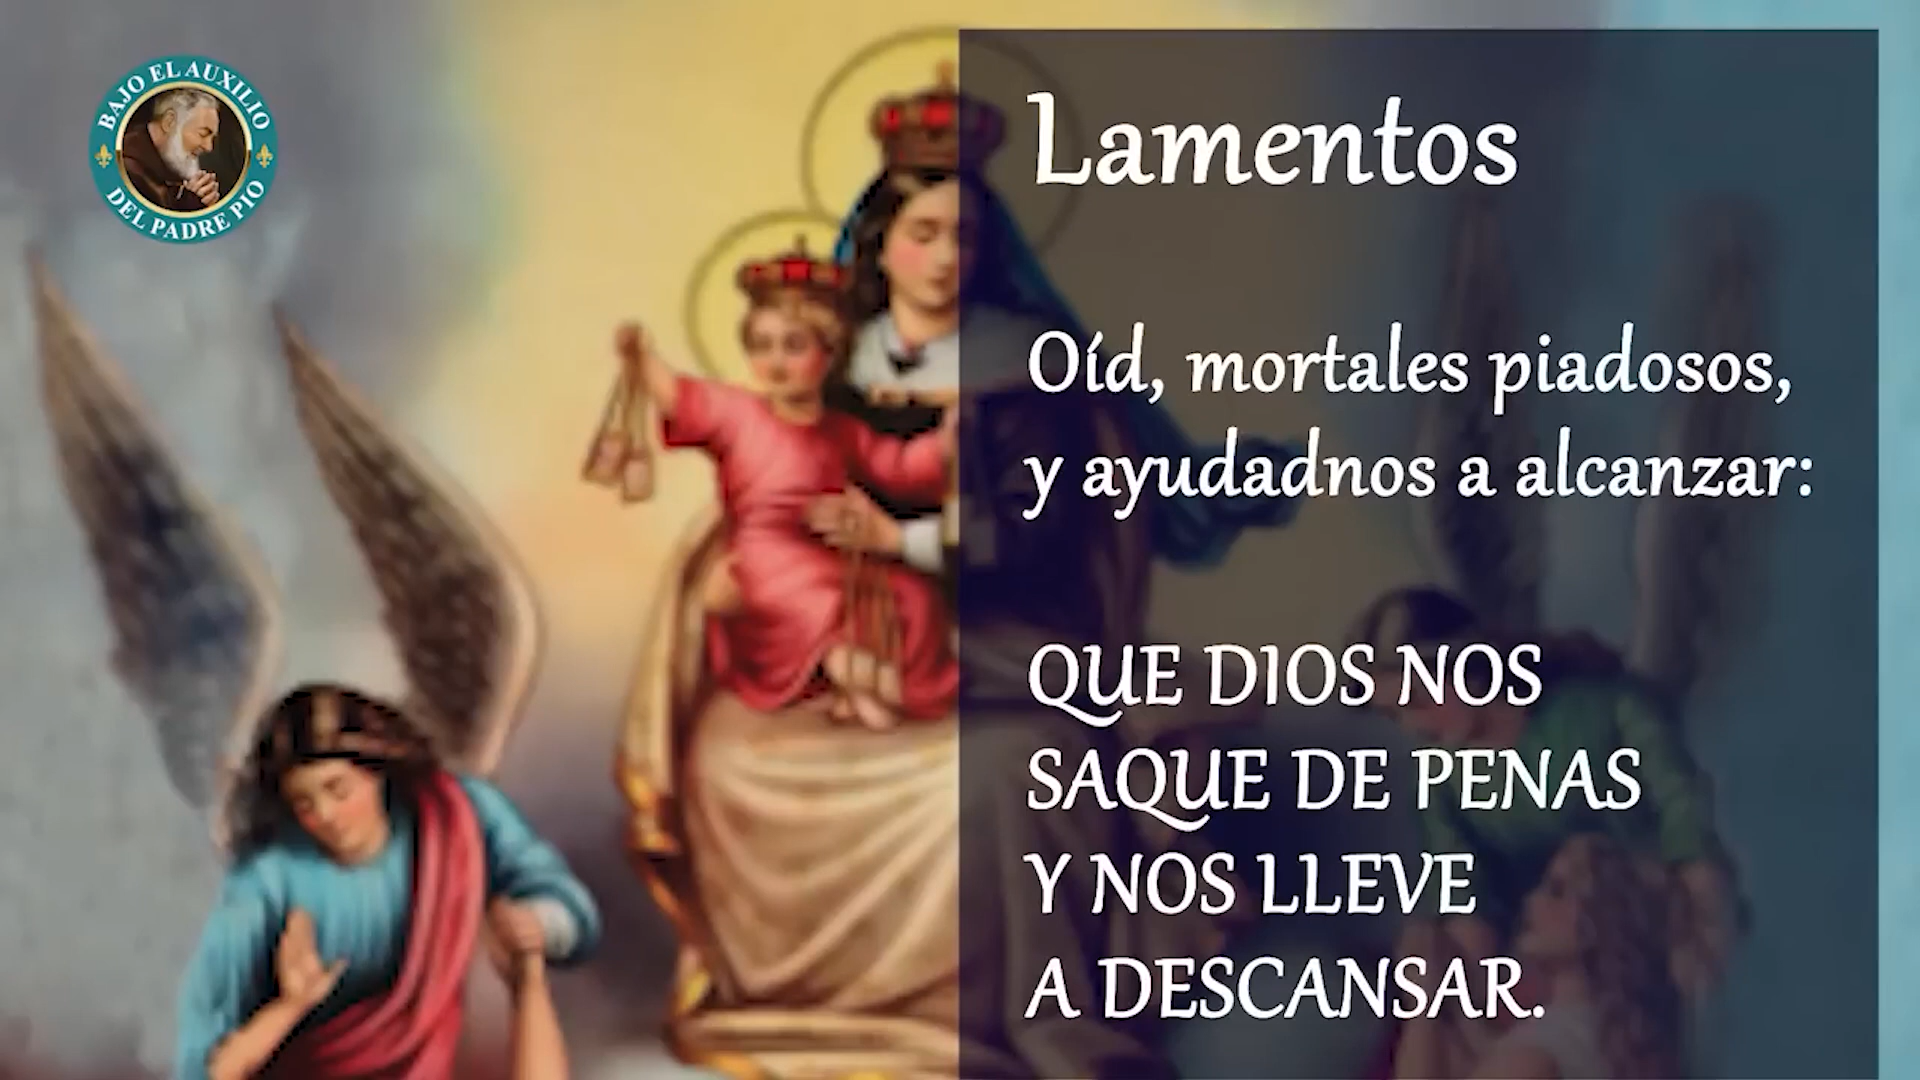 BAJO EL AUXILIO
DEL PADRE PIO
Lamentos
Oíd, mortales piadosos,
y ayudadnos a alcanzar:
QUE DIOS NOS
SAQUE DE PENAS
Y NOS LLEVE
A DESCANSAR.